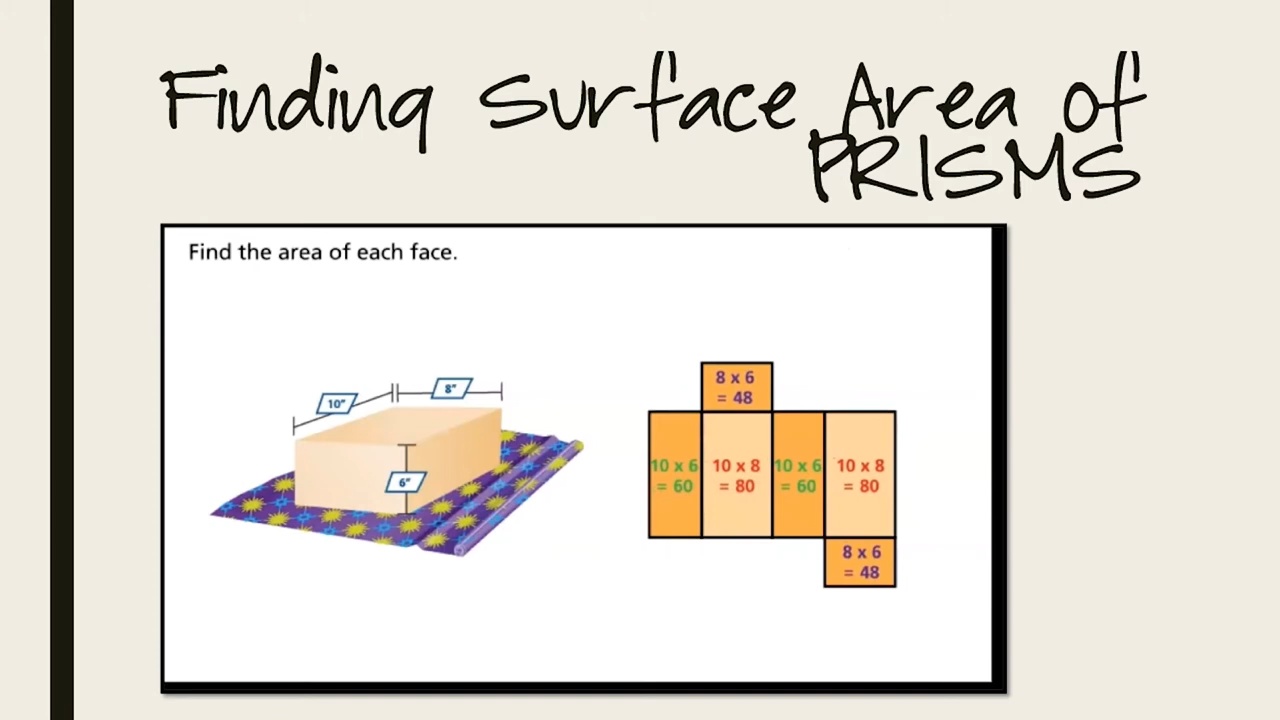 Finding Surface Area of
PRISMS
Find the area of each face.
10"
8"
6"
8 x 6
= 48
10 x 6
= 60
10 x 8
= 80
10 x 6
= 60
10 x 8
= 80
8 x 6
= 48